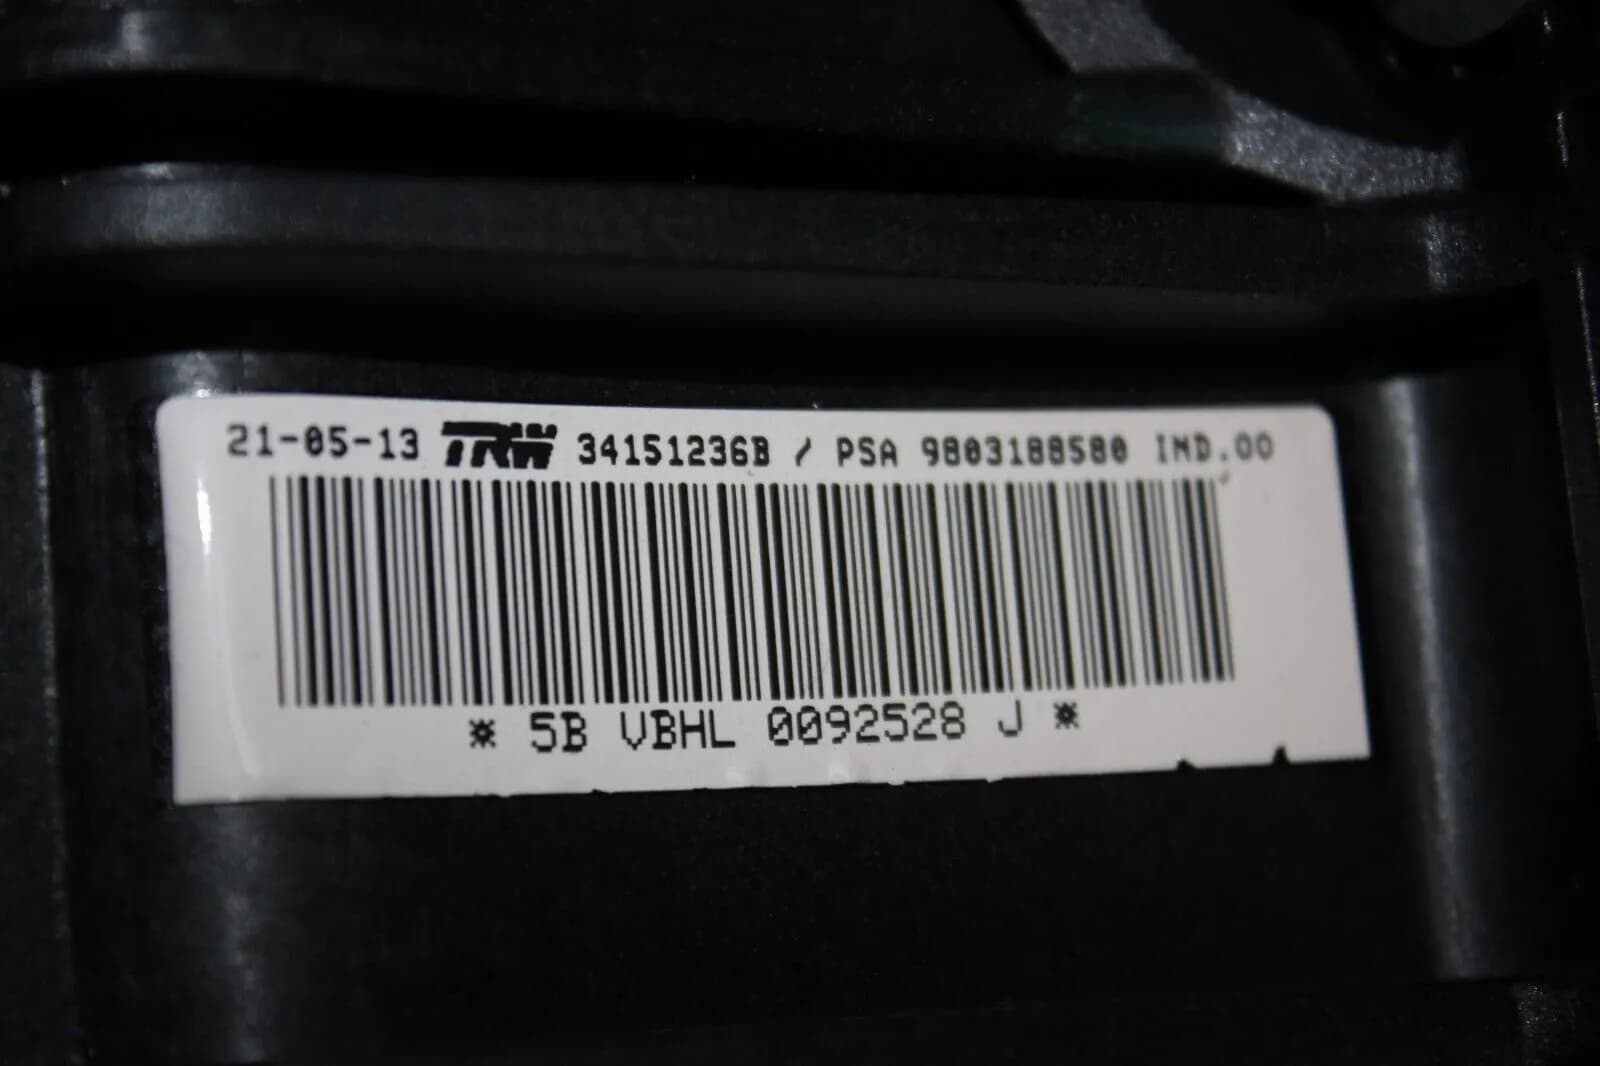 21-05-13 TRW 34151236B / PSA 9803188580 IND.00
* 5B VBHL 0092528 J *